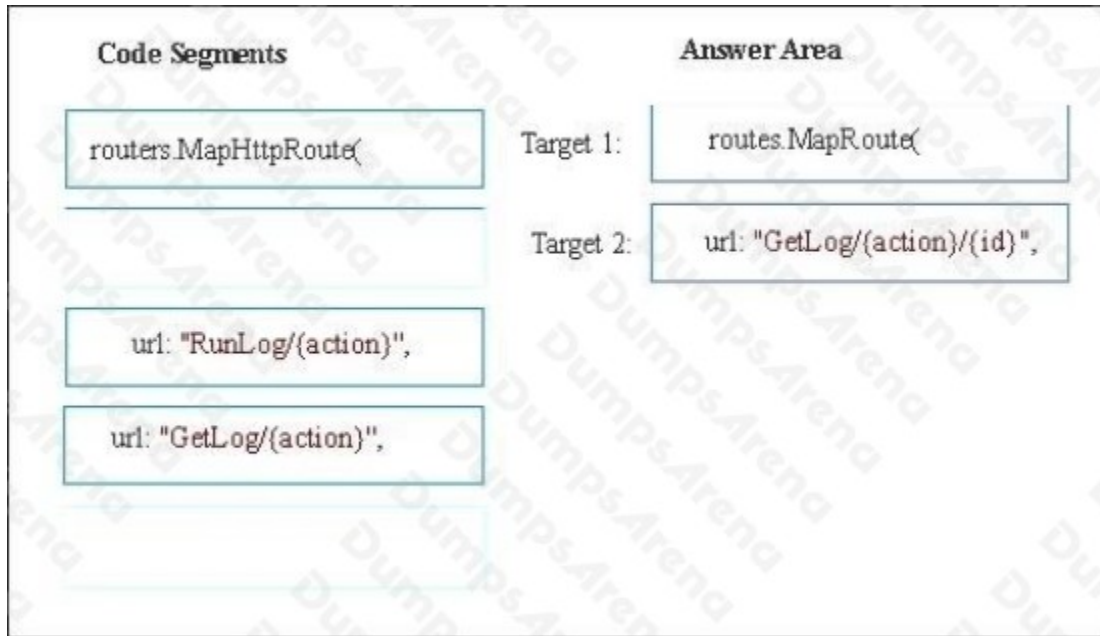 Code Segments
Answer Area
routers.MapHttpRoute(
Target 1:
routes.MapRoute(
Target 2:
url: "GetLog/{action}/{id}",
url: "RunLog/{action}",
url: "GetLog/{action}",
DumpsArena